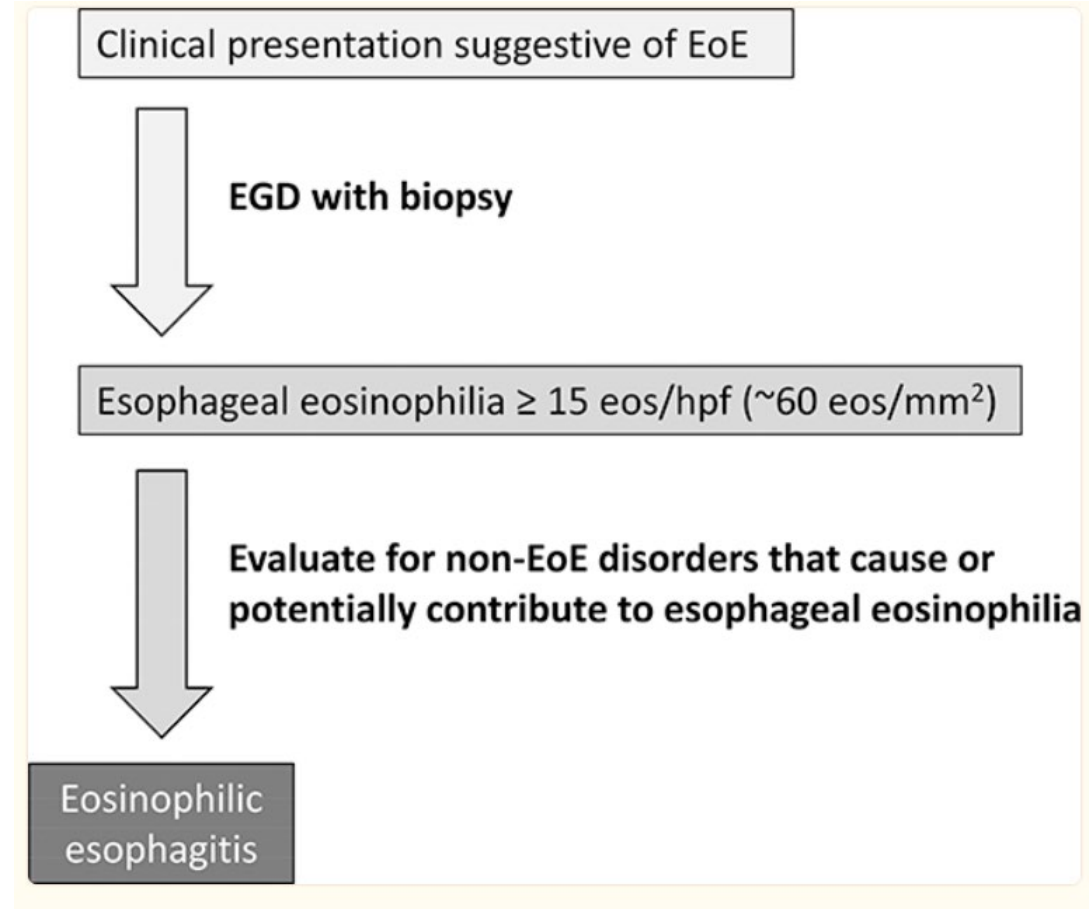 Clinical presentation suggestive of EoE
EGD with biopsy
Esophageal eosinophilia ≥ 15 eos/hpf (~60 eos/mm²)
Evaluate for non-EoE disorders that cause or
potentially contribute to esophageal eosinophilia
Eosinophilic
esophagitis